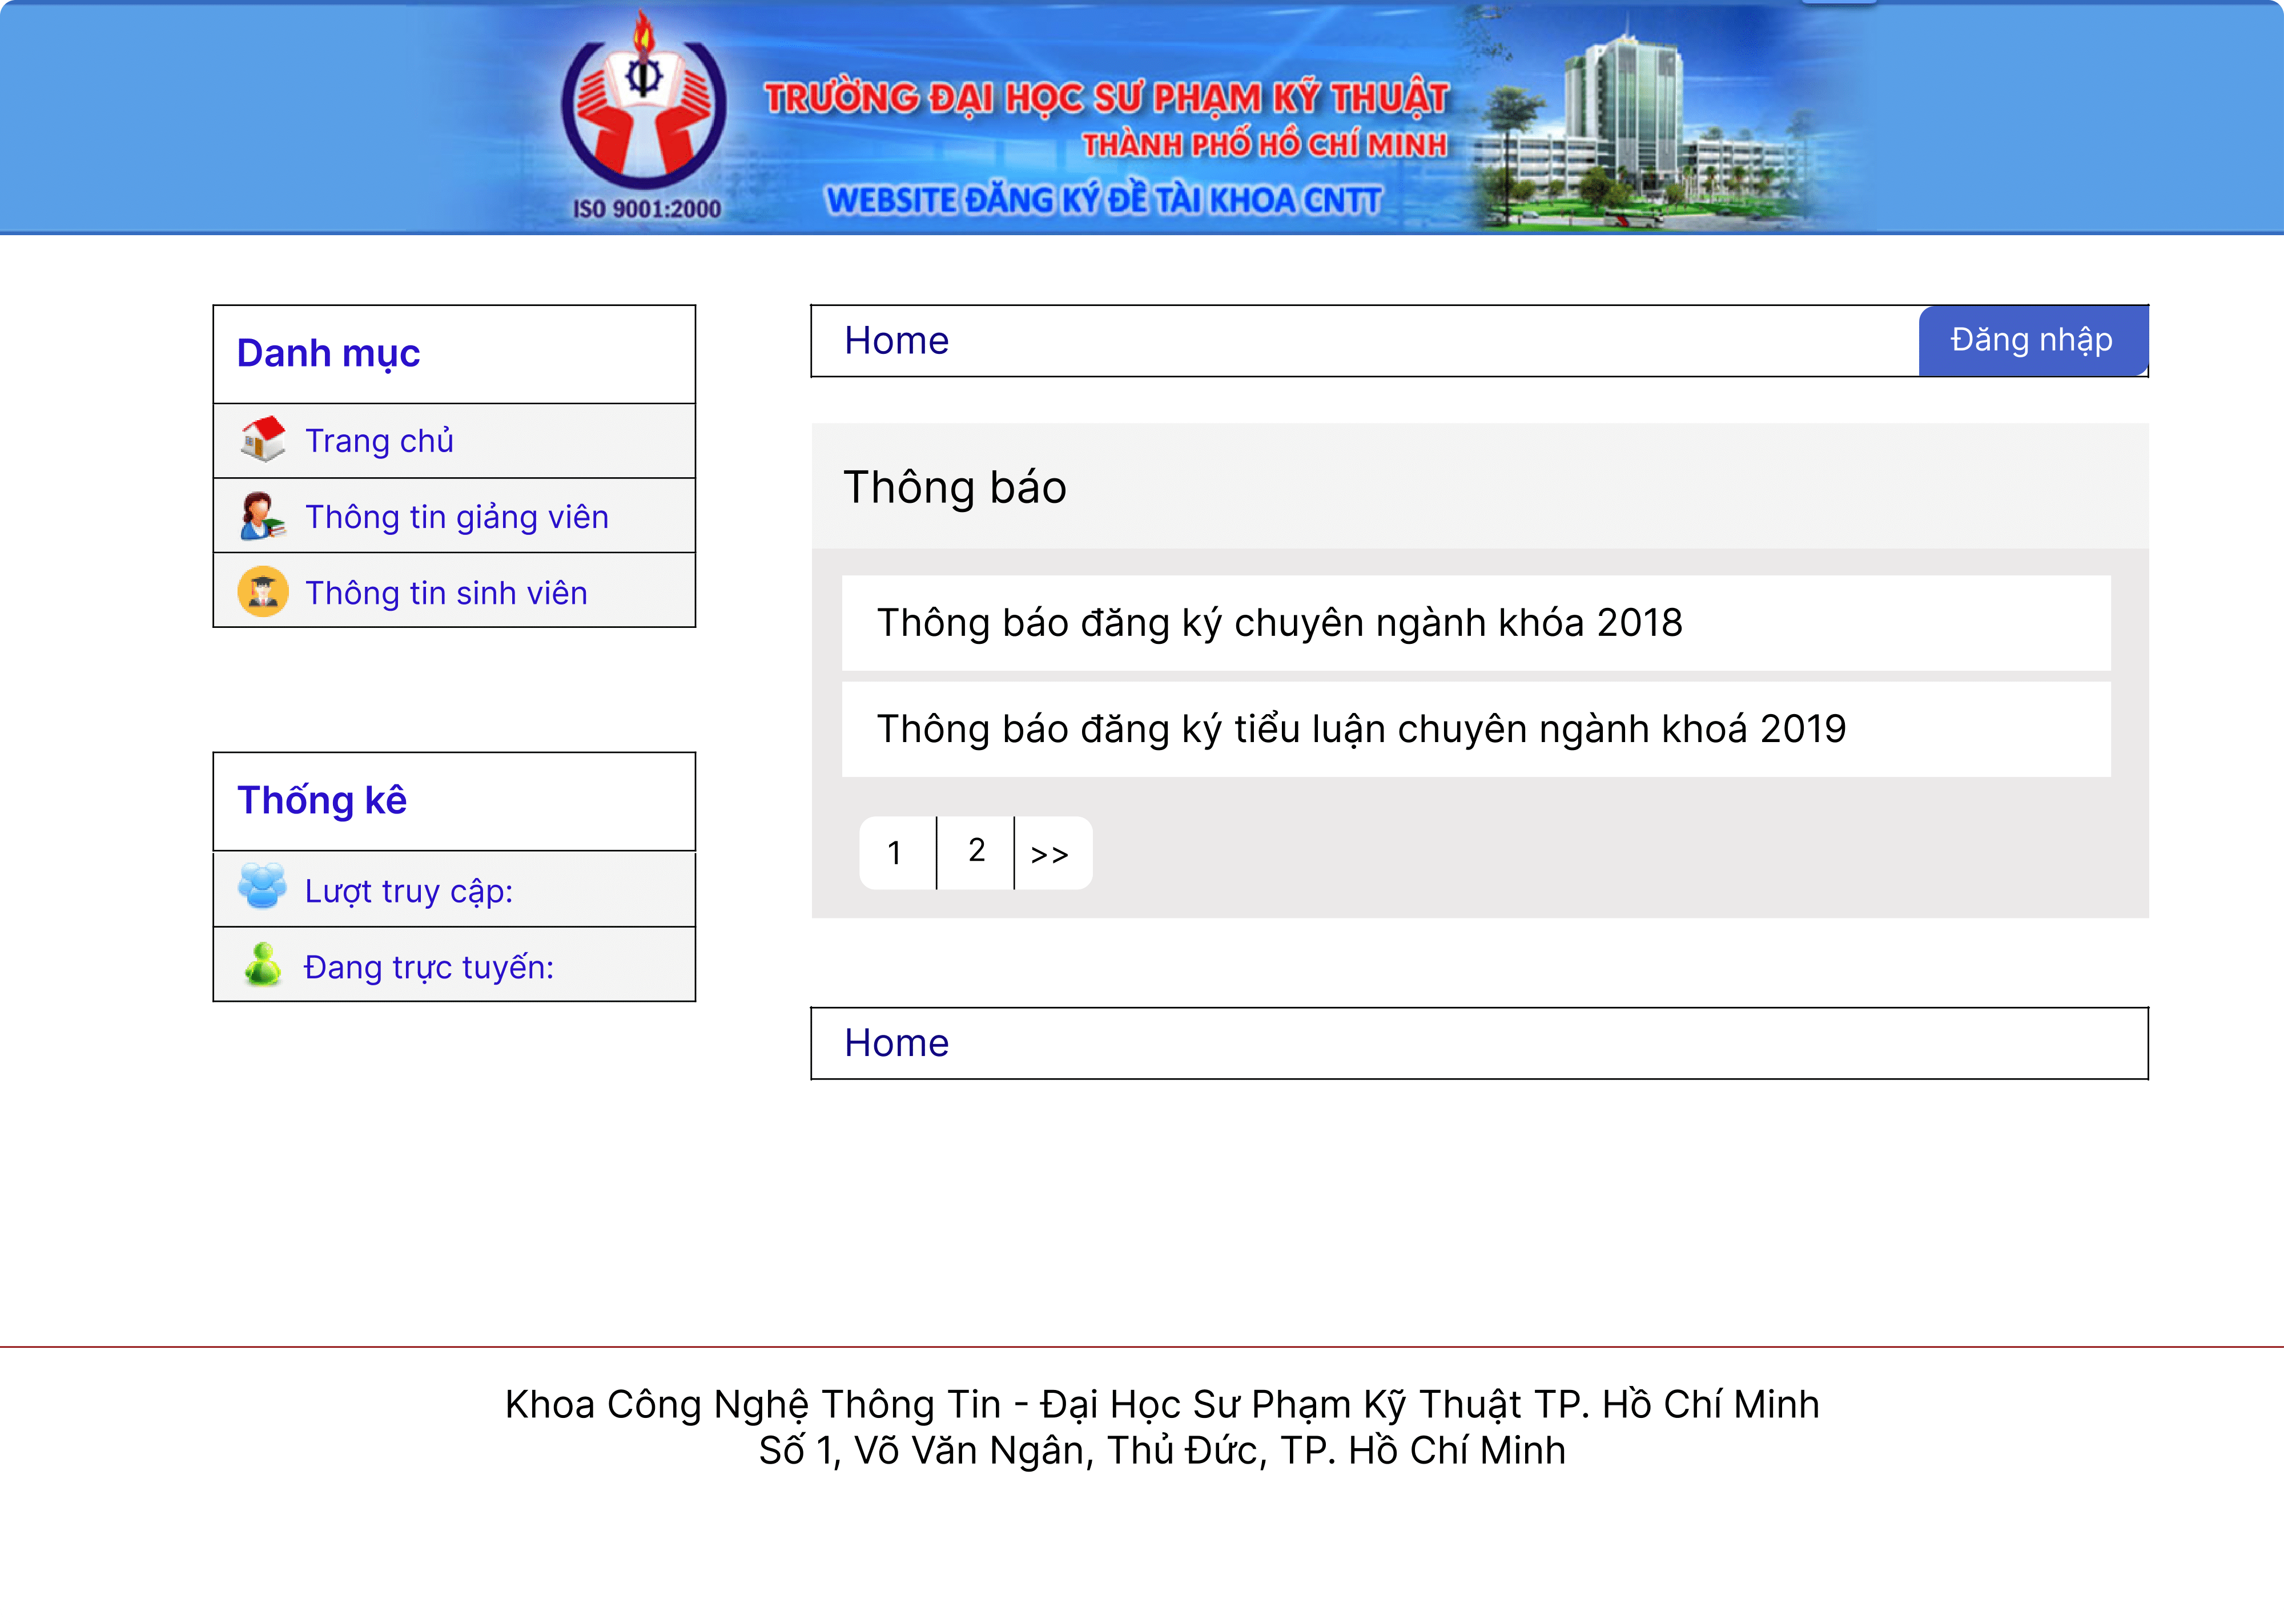 TRƯỜNG ĐẠI HỌC SƯ PHẠM KỸ THUẬT
THÀNH PHỐ HỒ CHÍ MINH
WEBSITE ĐĂNG KÝ ĐỀ TÀI KHOA CNTT
ISO 9001:2000
Danh mục
Trang chủ
Thông tin giảng viên
Thông tin sinh viên
Thống kê
Lượt truy cập:
Đang trực tuyến:
Home
Đăng nhập
Thông báo
Thông báo đăng ký chuyên ngành khóa 2018
Thông báo đăng ký tiểu luận chuyên ngành khoá 2019
1 2 >>
Home
Khoa Công Nghệ Thông Tin - Đại Học Sư Phạm Kỹ Thuật TP. Hồ Chí Minh
Số 1, Võ Văn Ngân, Thủ Đức, TP. Hồ Chí Minh